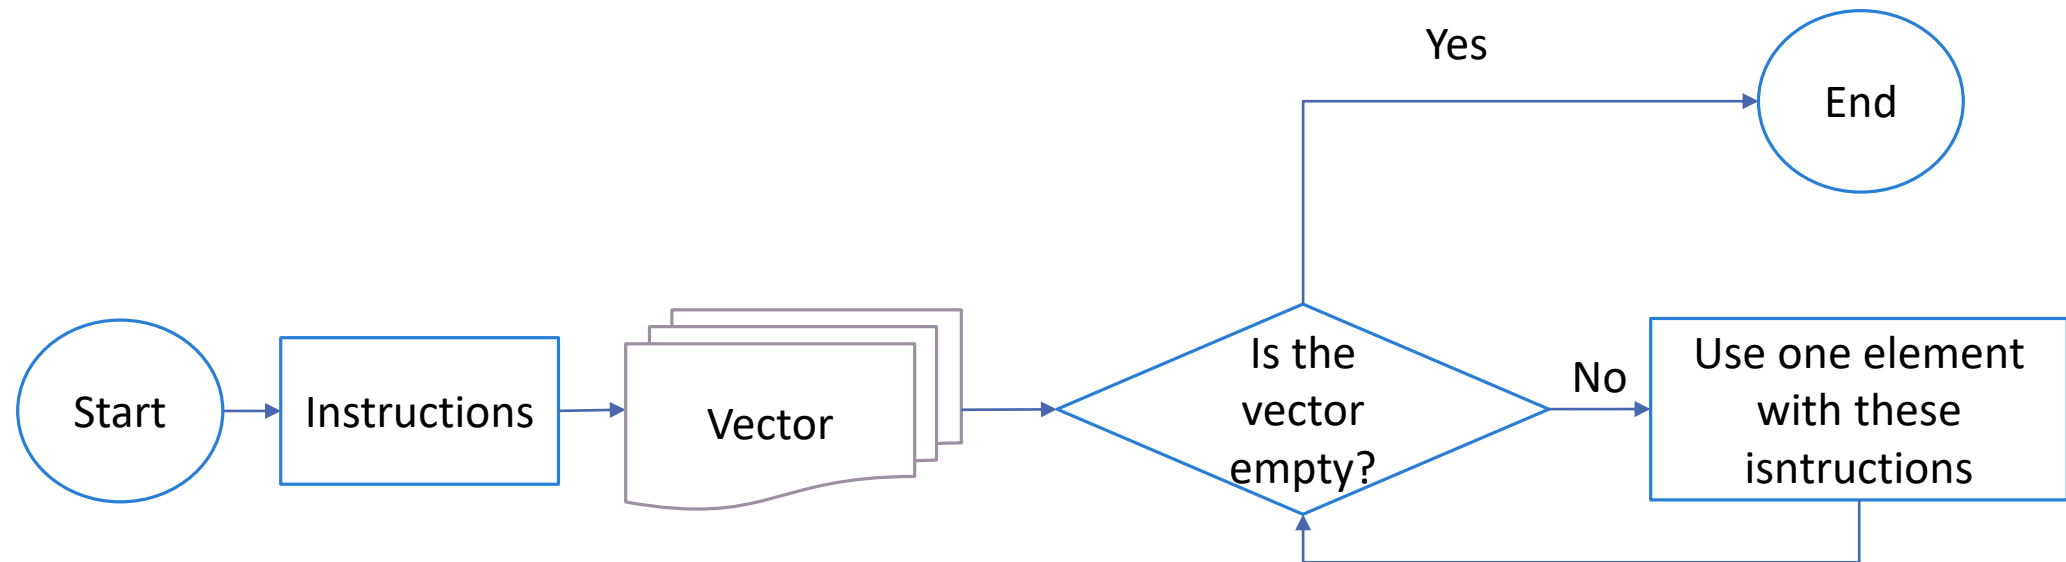 Start
Instructions
Vector
Is the
vector
empty?
Yes
End
No
Use one element
with these
isntructions